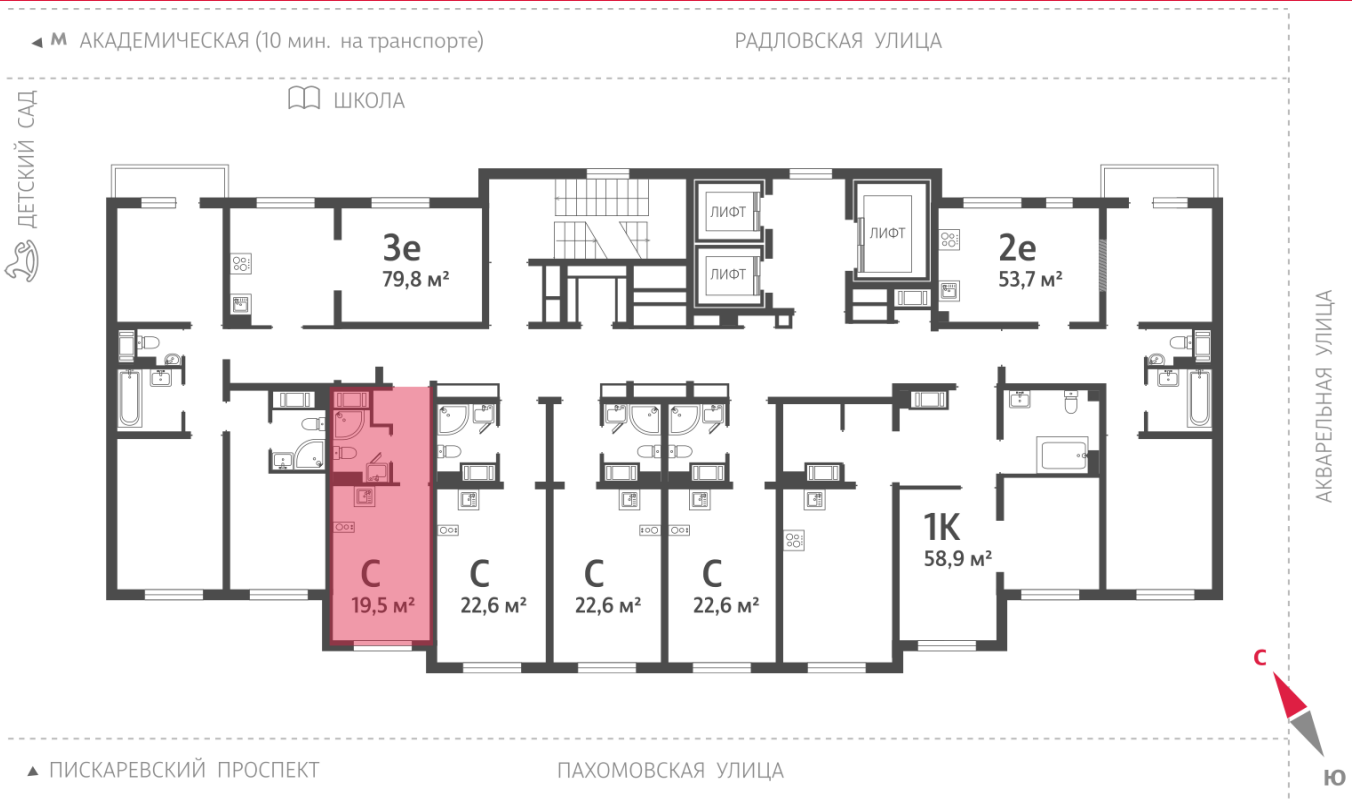 М АКАДЕМИЧЕСКАЯ (10 мин. на транспорте)
РАДЛОВСКАЯ УЛИЦА
ШКОЛА
ДЕТСКИЙ САД
ЛИФТ
ЛИФТ
ЛИФТ
3е
79,8 м²
2е
53,7 м²
АКВАРЕЛЬНАЯ УЛИЦА
1К
58,9 м²
С
19,5 м²
С
22,6 м²
С
22,6 м²
С
22,6 м²
С
Ю
ПИСКАРЕВСКИЙ ПРОСПЕКТ
ПАХОМОВСКАЯ УЛИЦА